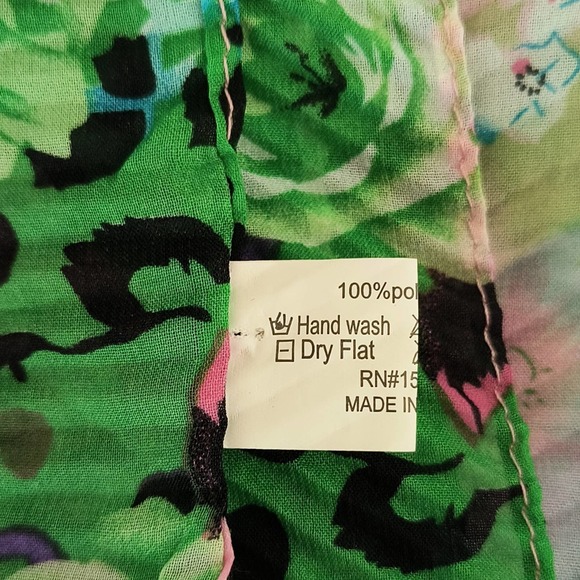 100%pol
Hand wash
Dry Flat
RN#15
MADE IN